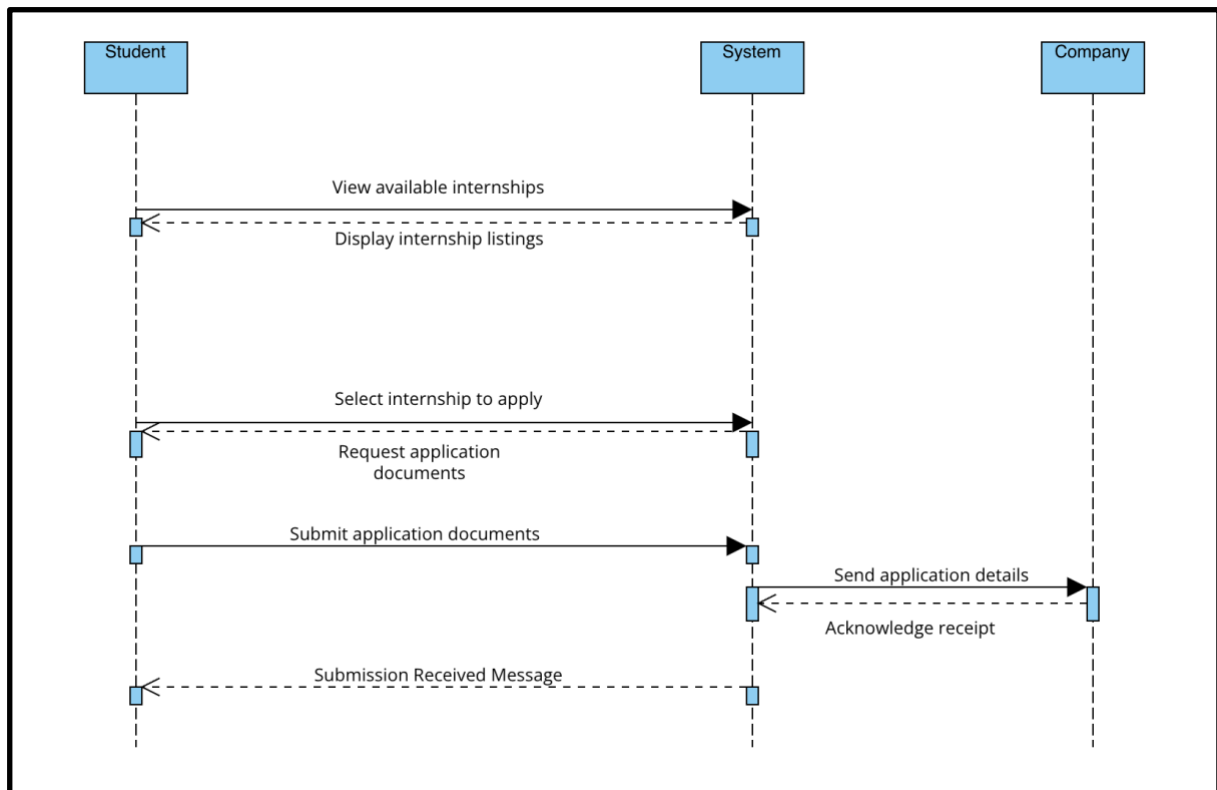 Student
System
Company
View available internships
Display internship listings
Select internship to apply
Request application
documents
Submit application documents
Send application details
Acknowledge receipt
Submission Received Message